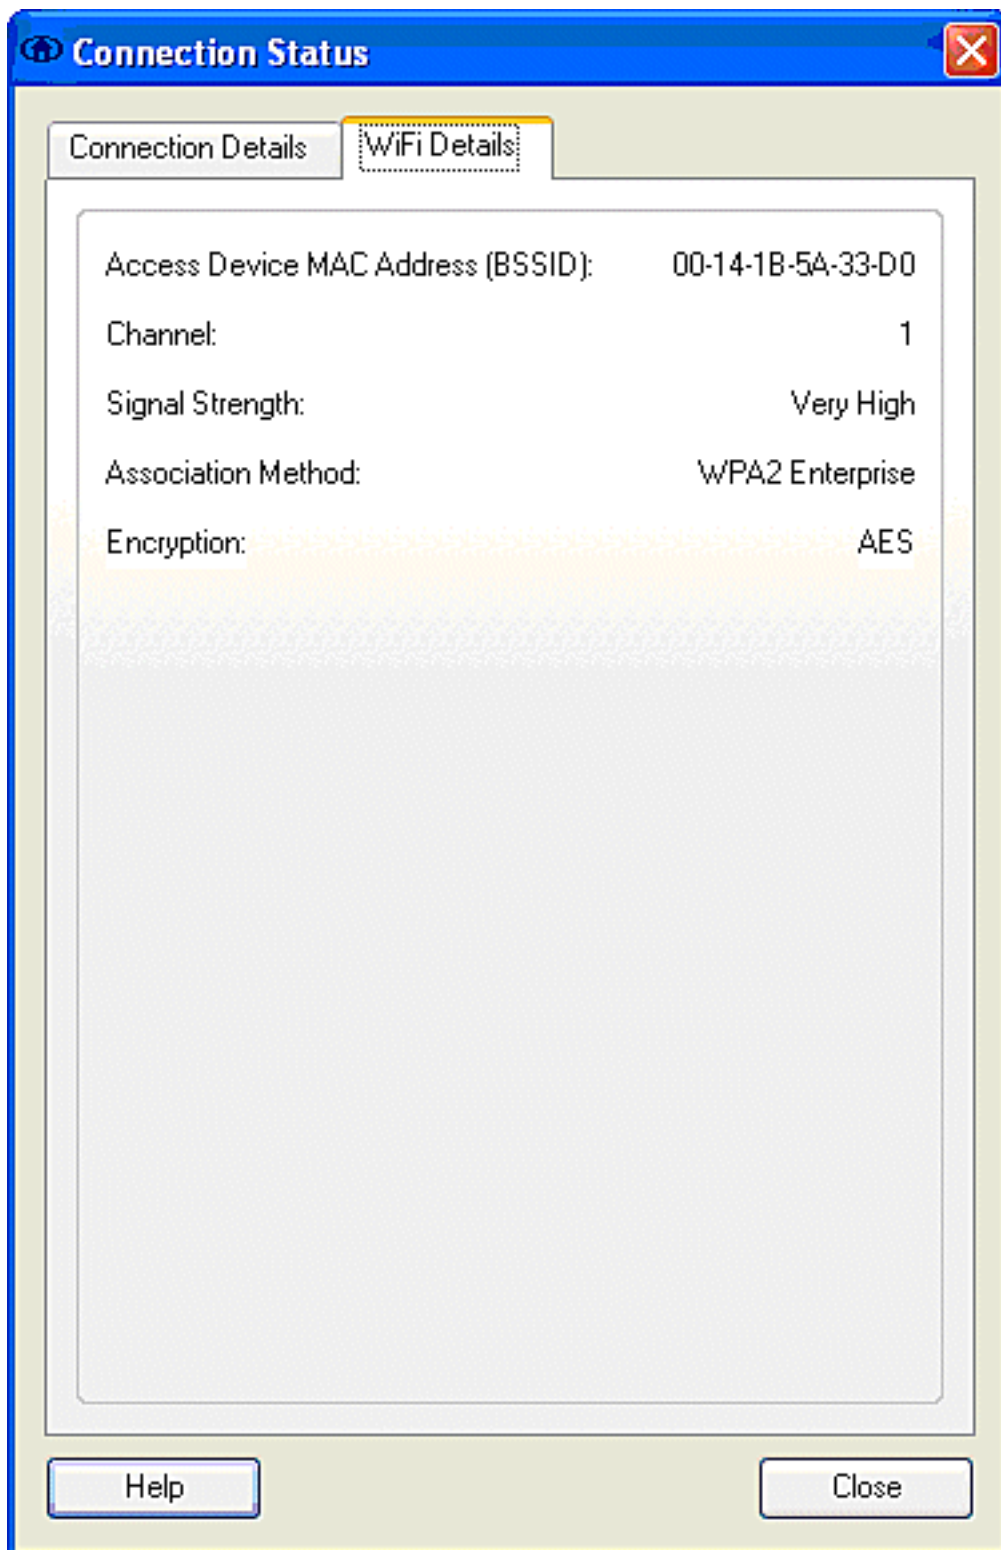 Connection Status
Connection Details WiFi Details
Access Device MAC Address (BSSID): 00-14-1B-5A-33-D0
Channel: 1
Signal Strength: Very High
Association Method: WPA2 Enterprise
Encryption: AES
Help Close